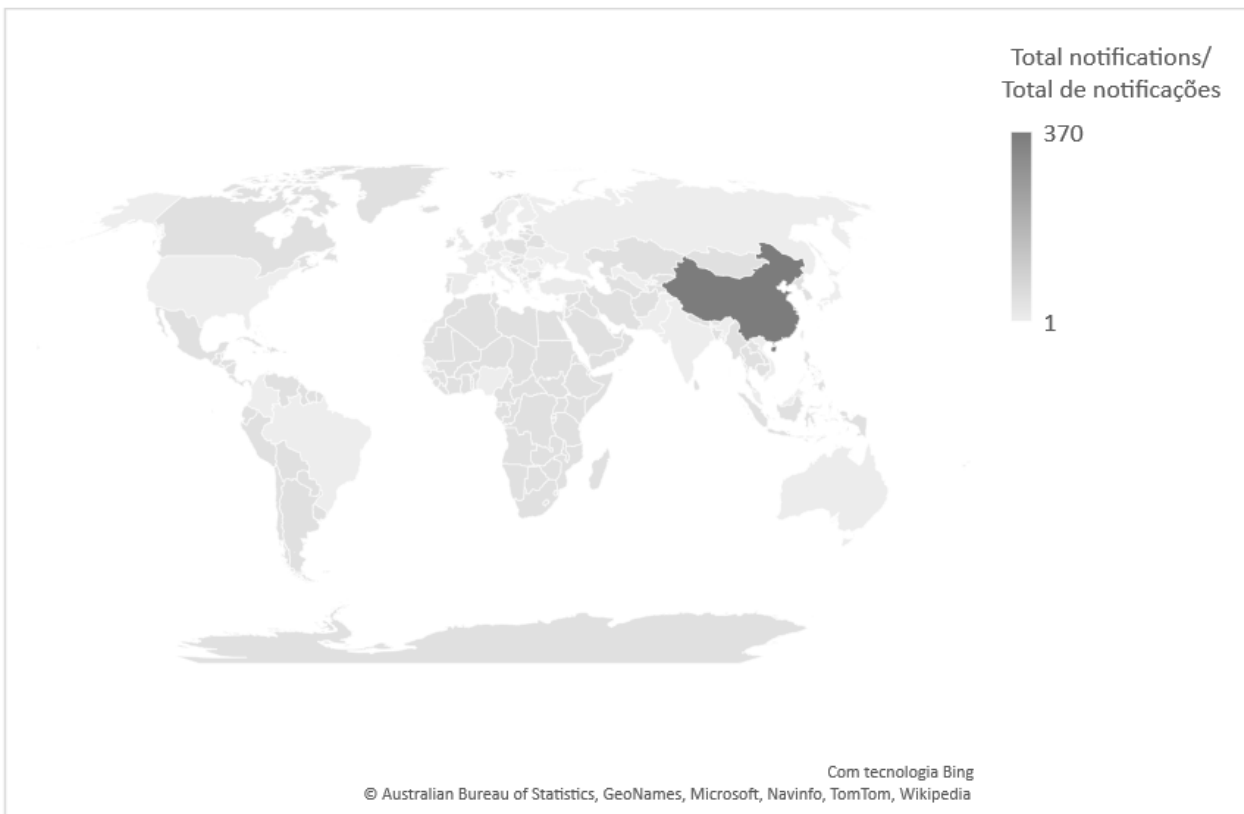 Total notifications/
Total de notificações
370
1
Com tecnologia Bing
© Australian Bureau of Statistics, GeoNames, Microsoft, Navinfo, TomTom, Wikipedia